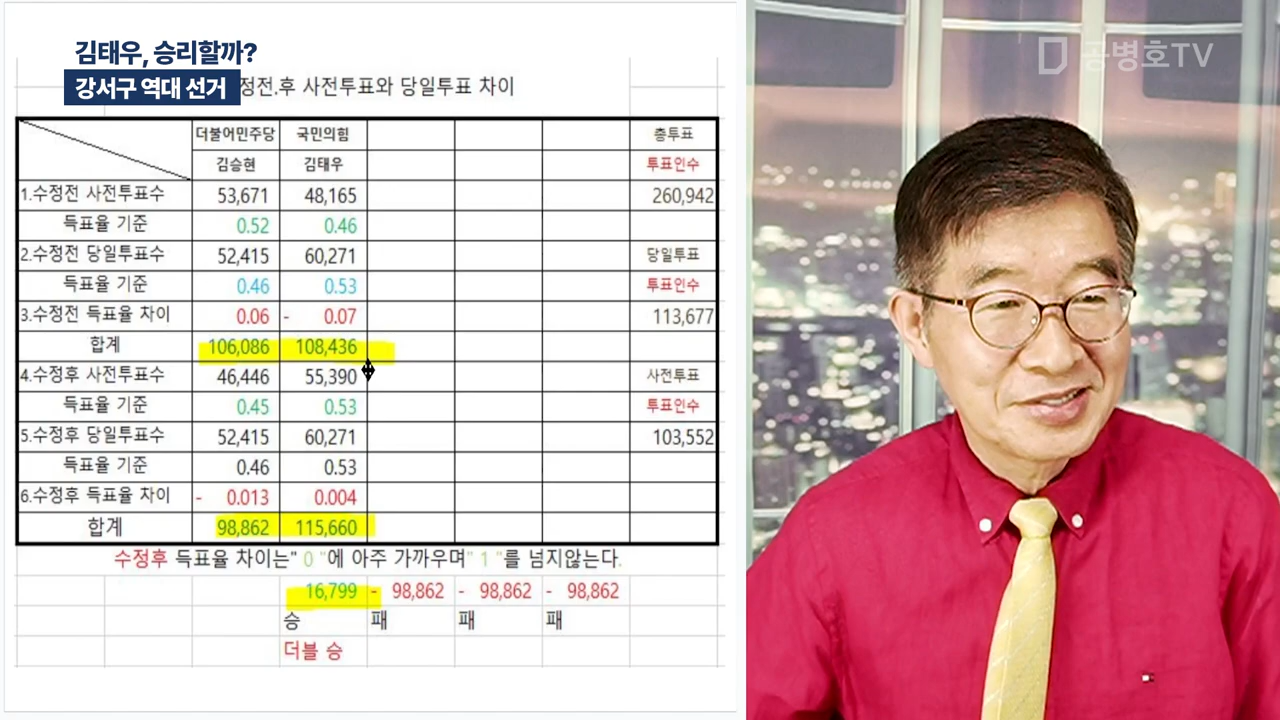 김태우, 승리할까?
강서구 역대 선거
정전.후 사전투표와 당일투표 차이
더불어민주당 국민의힘 총투표
김승현 김태우 투표인수
1.수정전 사전투표수 53,671 48,165 260,942
득표율 기준 0.52 0.46
2.수정전 당일투표수 52,415 60,271 당일투표
득표율 기준 0.46 0.53 투표인수
3.수정전 득표율 차이 0.06 - 0.07 113,677
합계 106,086 108,436
4.수정후 사전투표수 46,446 55,390 사전투표
득표율 기준 0.45 0.53 투표인수
5.수정후 당일투표수 52,415 60,271 103,552
득표율 기준 0.46 0.53
6.수정후 득표율 차이 - 0.013 0.004
합계 98,862 115,660
수정후 득표율 차이는" 0 "에 아주 가까우며" 1 "를 넘지않는다.
16,799 - 98,862 - 98,862 - 98,862
승 패 패 패
더블 승
공병호TV